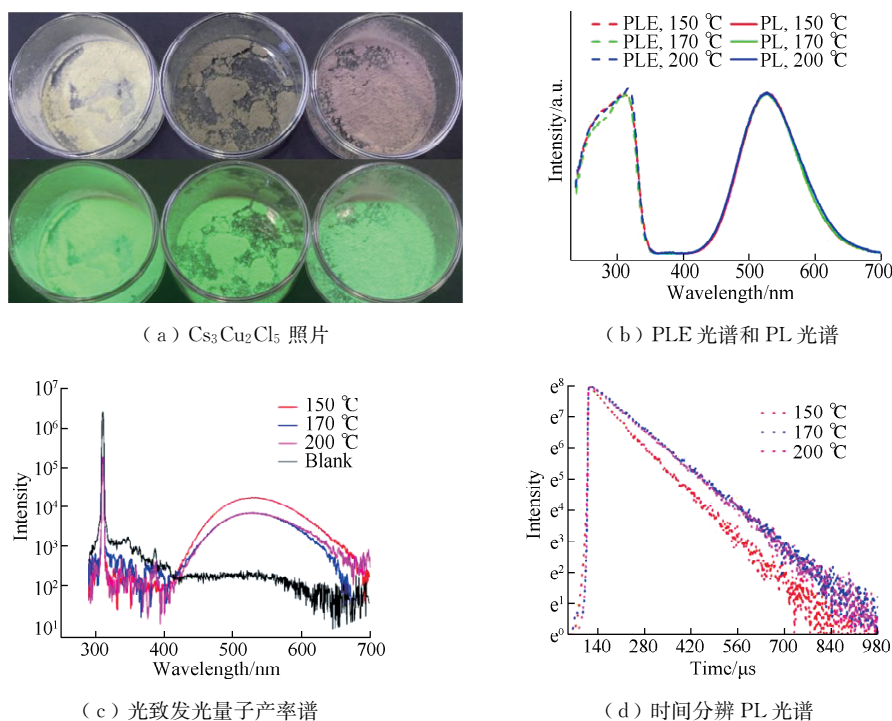 (a)Cs₃Cu₂Cl₅ 照片
PLE, 150 ℃
PL, 150 ℃
PLE, 170 ℃
PL, 170 ℃
PLE, 200 ℃
PL, 200 ℃
Intensity/a.u.
300
400
500
600
700
Wavelength/nm
(b)PLE 光谱和 PL 光谱
10⁷
10⁶
10⁵
10⁴
10³
10²
10¹
Intensity
150 ℃
170 ℃
200 ℃
Blank
300
400
500
600
700
Wavelength/nm
(c)光致发光量子产率谱
e⁸
e⁷
e⁶
e⁵
e⁴
e³
e²
e¹
e⁰
Intensity
150 ℃
170 ℃
200 ℃
140
280
420
560
700
840
980
Time/μs
(d)时间分辨 PL 光谱